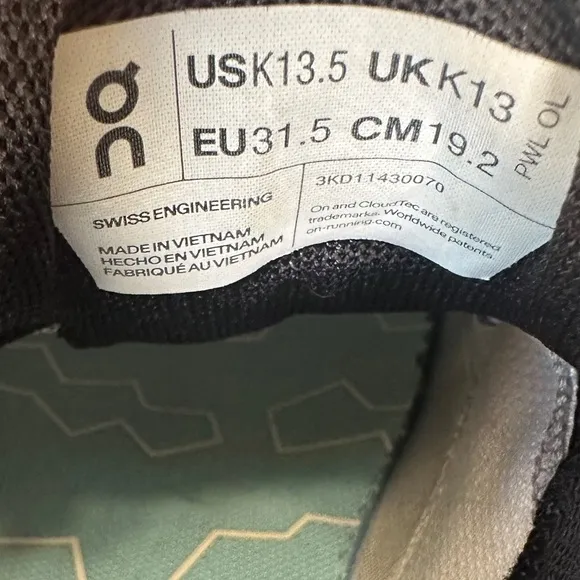 USK13.5 UKK13
EU31.5 CM19.2
PWL OL
SWISS ENGINEERING
3KD11430070
MADE IN VIETNAM
HECHO EN VIETNAM
FABRIQUÉ AU VIETNAM
On and CloudTec are registered
trademarks. Worldwide patents
on-running.com